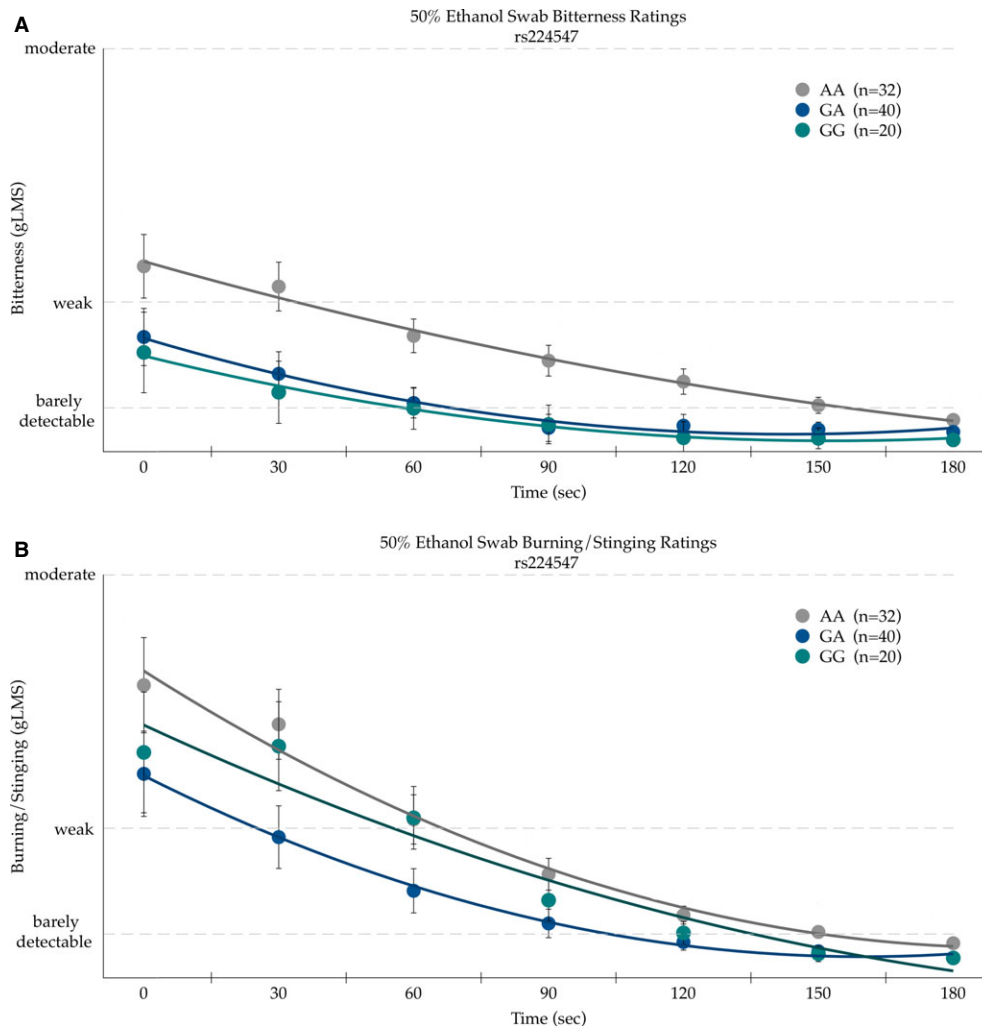 A
50% Ethanol Swab Bitterness Ratings
rs224547
moderate
AA (n=32)
GA (n=40)
GG (n=20)
Bitterness (gLMS)
weak
barely
detectable
0 30 60 90 120 150 180
Time (sec)
B
50% Ethanol Swab Burning/Stinging Ratings
rs224547
moderate
AA (n=32)
GA (n=40)
GG (n=20)
Burning/Stinging (gLMS)
weak
barely
detectable
0 30 60 90 120 150 180
Time (sec)